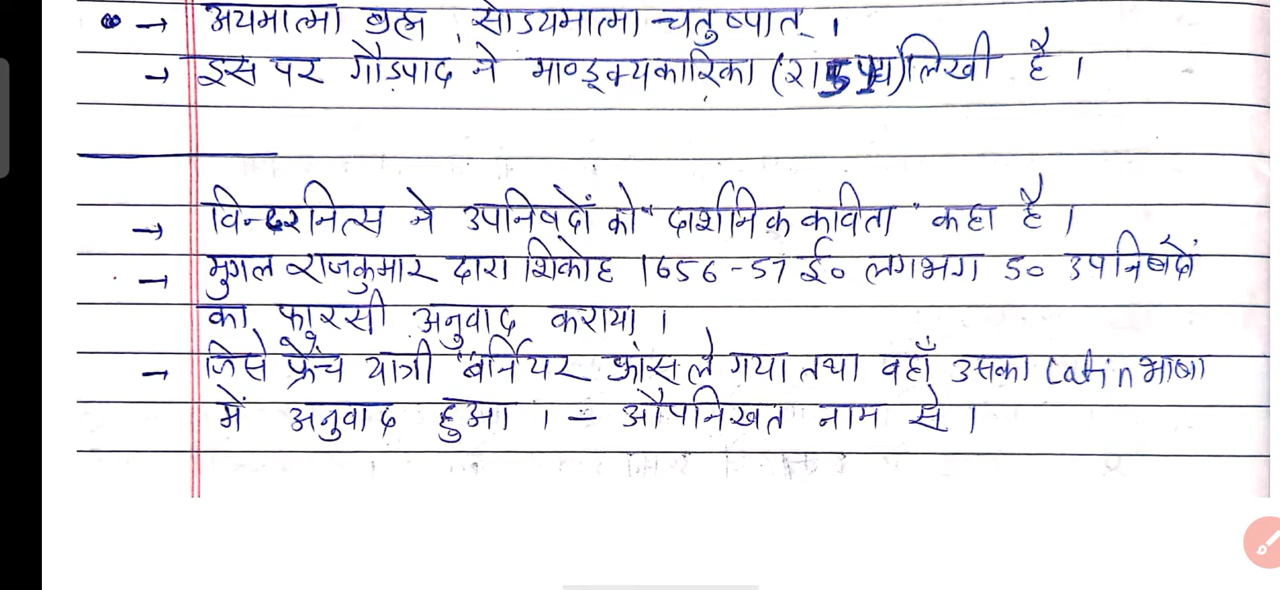 → अयमात्मा ब्रह्म, सोऽयमात्मा चतुष्पात् ।
→ इस पर गौडपाद ने माण्डूक्यकारिका लिखी है ।
→ विन्टरनित्स ने उपनिषदों को "दार्शनिक कविता" कहा है ।
→ मुगल राजकुमार दारा शिकोह 1656-57 ई० लगभग 50 उपनिषदों
का फारसी अनुवाद कराया ।
→ जिसे फ्रेंच यात्री बर्नियर फ्रांस ले गया तथा वहाँ उसका Latin भाषा
में अनुवाद हुआ । - औपनिखत नाम से ।